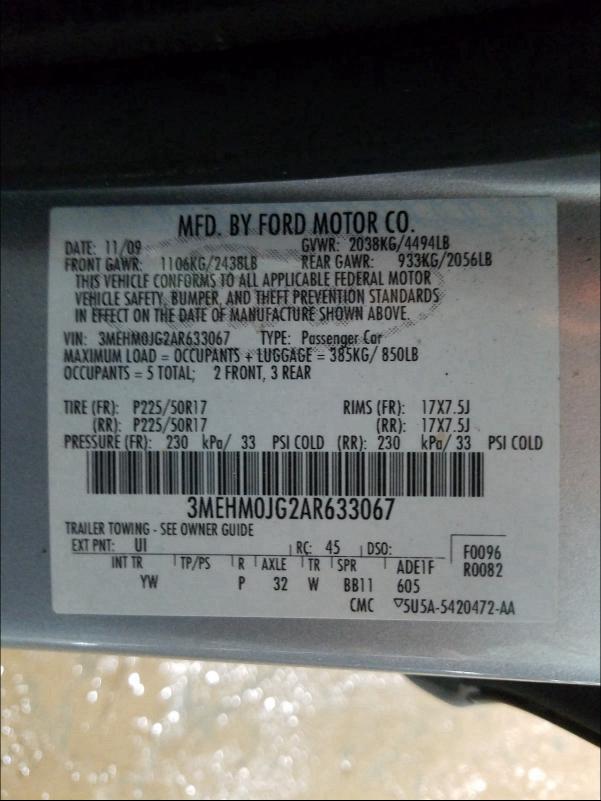 MFD. BY FORD MOTOR CO.
DATE: 11/09 GVWR: 2038KG/4494LB
FRONT GAWR: 1106KG/2438LB REAR GAWR: 933KG/2056LB
THIS VEHICLE CONFORMS TO ALL APPLICABLE FEDERAL MOTOR
VEHICLE SAFETY, BUMPER, AND THEFT PREVENTION STANDARDS
IN EFFECT ON THE DATE OF MANUFACTURE SHOWN ABOVE.
VIN: 3MEHM0JG2AR633067 TYPE: Passenger Car
MAXIMUM LOAD = OCCUPANTS + LUGGAGE = 385KG/ 850LB
OCCUPANTS = 5 TOTAL; 2 FRONT, 3 REAR
TIRE (FR): P225/50R17 RIMS (FR): 17X7.5J
(RR): P225/50R17 (RR): 17X7.5J
PRESSURE (FR): 230 kPa/ 33 PSI COLD (RR): 230 kPa/ 33 PSI COLD
3MEHM0JG2AR633067
TRAILER TOWING - SEE OWNER GUIDE
EXT PNT: UI RC: 45 DSO: F0096
INT TR TP/PS R AXLE TR SPR ADE1F R0082
YW P 32 W BB11 605
CMC ▽5U5A-5420472-AA